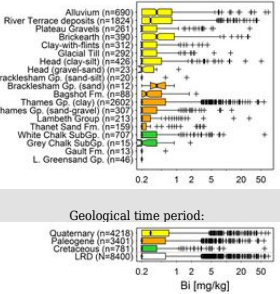 Alluvium (n=690)
River Terrace deposits (n=1824)
Plateau Gravels (n=261)
Brickearth (n=390)
Clay-with-flints (n=312)
Glacial Till (n=292)
Head (clay-silt) (n=426)
Head (gravel-sand) (n=23)
racklesham Gp. (sand-silt) (n=20)
Bracklesham Gp. (sand) (n=12)
Bagshot Fm. (n=88)
Thames Gp. (clay) (n=2602)
hames Gp. (sand-gravel) (n=307)
Lambeth Group (n=213)
Thanet Sand Fm. (n=159)
White Chalk SubGp. (n=707)
Grey Chalk SubGp. (n=15)
Gault Fm. (n=13)
L. Greensand Gp. (n=46)
0.2 1 2 5 20 50
Geological time period:
Quaternary (n=4218)
Paleogene (n=3401)
Cretaceous (n=781)
LRD (N=8400)
0.2 1 2 5 20 50
Bi [mg/kg]